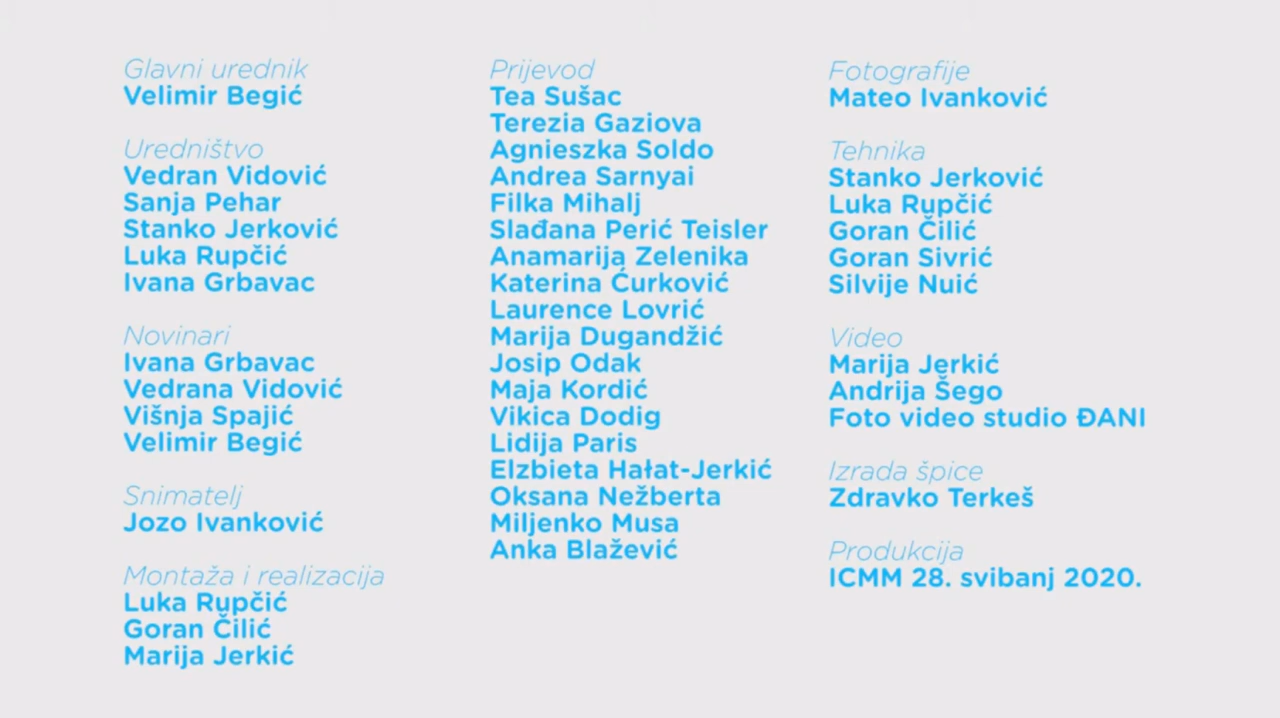 Glavni urednik
Velimir Begić
Uredništvo
Vedran Vidović
Sanja Pehar
Stanko Jerković
Luka Rupčić
Ivana Grbavac
Novinari
Ivana Grbavac
Vedrana Vidović
Višnja Spajić
Velimir Begić
Snimatelj
Jozo Ivanković
Montaža i realizacija
Luka Rupčić
Goran Čilić
Marija Jerkić
Prijevod
Tea Sušac
Terezia Gaziova
Agnieszka Soldo
Andrea Sarnyai
Filka Mihalj
Slađana Perić Teisler
Anamarija Zelenika
Katerina Ćurković
Laurence Lovrić
Marija Dugandžić
Josip Odak
Maja Kordić
Vikica Dodig
Lidija Paris
Elzbieta Hałat-Jerkić
Oksana Nežberta
Miljenko Musa
Anka Blažević
Fotografije
Mateo Ivanković
Tehnika
Stanko Jerković
Luka Rupčić
Goran Čilić
Goran Sivrić
Silvije Nuić
Video
Marija Jerkić
Andrija Šego
Foto video studio ĐANI
Izrada špice
Zdravko Terkeš
Produkcija
ICMM 28. svibanj 2020.